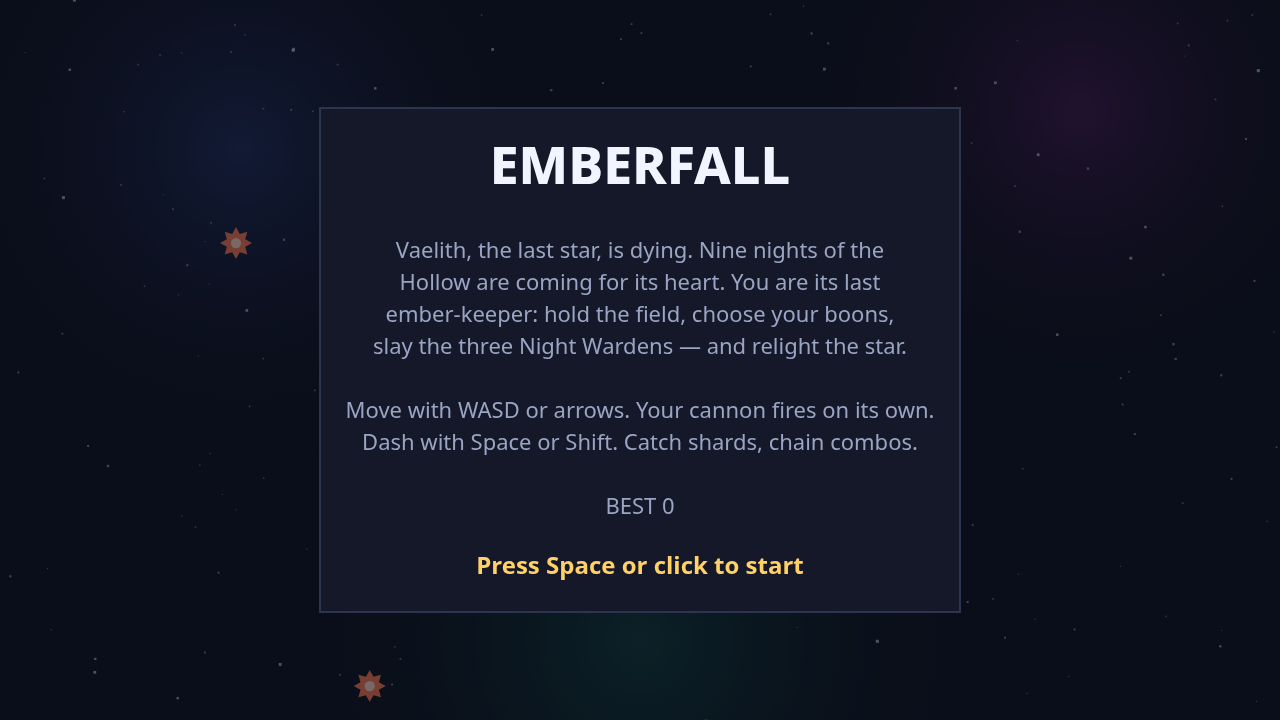 EMBERFALL
Vaelith, the last star, is dying. Nine nights of the
Hollow are coming for its heart. You are its last
ember-keeper: hold the field, choose your boons,
slay the three Night Wardens — and relight the star.
Move with WASD or arrows. Your cannon fires on its own.
Dash with Space or Shift. Catch shards, chain combos.
BEST 0
Press Space or click to start